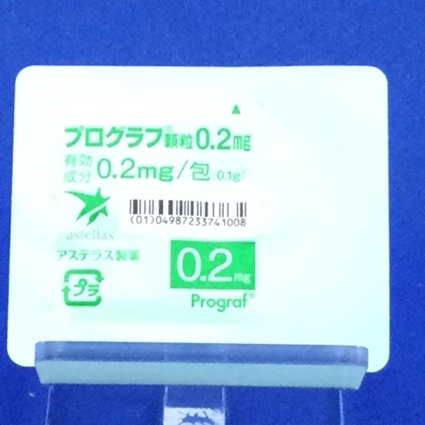 プログラフ®顆粒0.2mg
有効成分 0.2mg/包(0.1g)
(01)04987233741008
astellas
アステラス製薬
0.2mg
プラ
Prograf®